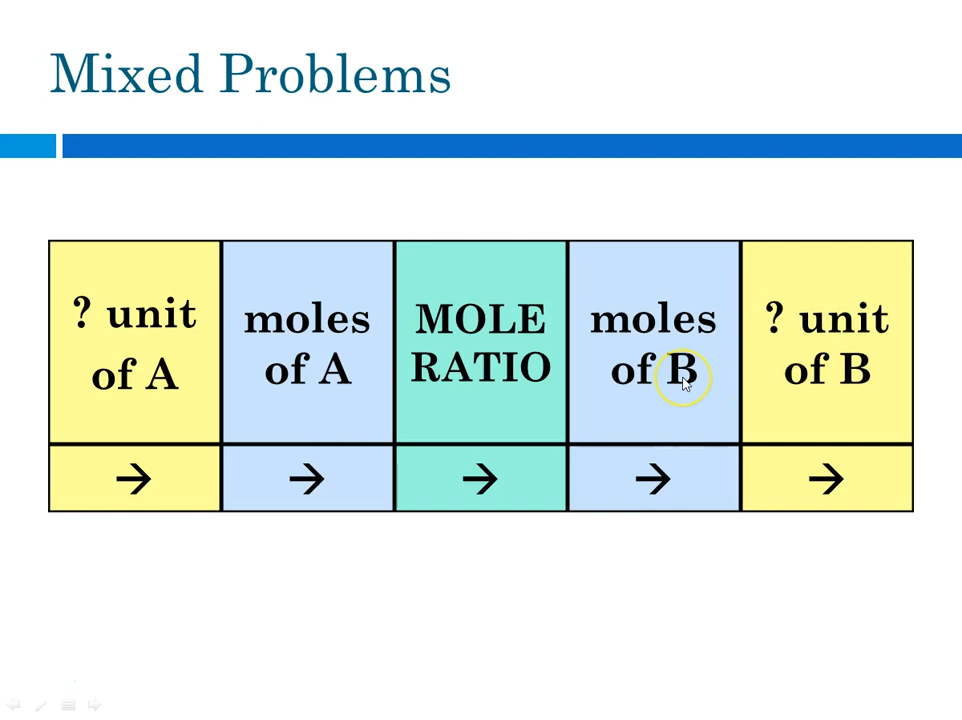 Mixed Problems
? unit
of A
moles
of A
MOLE
RATIO
moles
of B
? unit
of B
→ → → → →